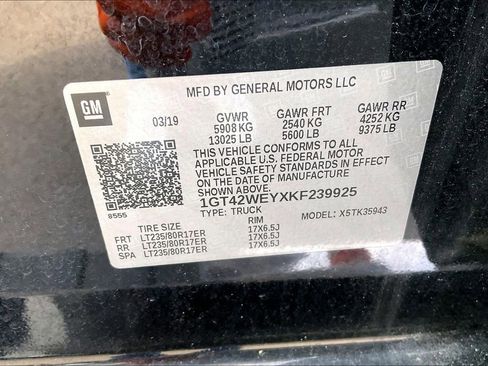 MFD BY GENERAL MOTORS LLC
GM
03/19 GVWR GAWR FRT GAWR RR
5908 KG 2540 KG 4252 KG
13025 LB 5600 LB 9375 LB
THIS VEHICLE CONFORMS TO ALL
APPLICABLE U.S. FEDERAL MOTOR
VEHICLE SAFETY STANDARDS IN EFFECT ON
THE DATE OF MANUFACTURE
SHOWN ABOVE.
1GT42WEYXKF239925
8555 TYPE: TRUCK MODEL: X5TK35943
TIRE SIZE RIM
FRT LT235/80R17ER 17X6.5J
RR LT235/80R17ER 17X6.5J
SPA LT235/80R17ER 17X6.5J